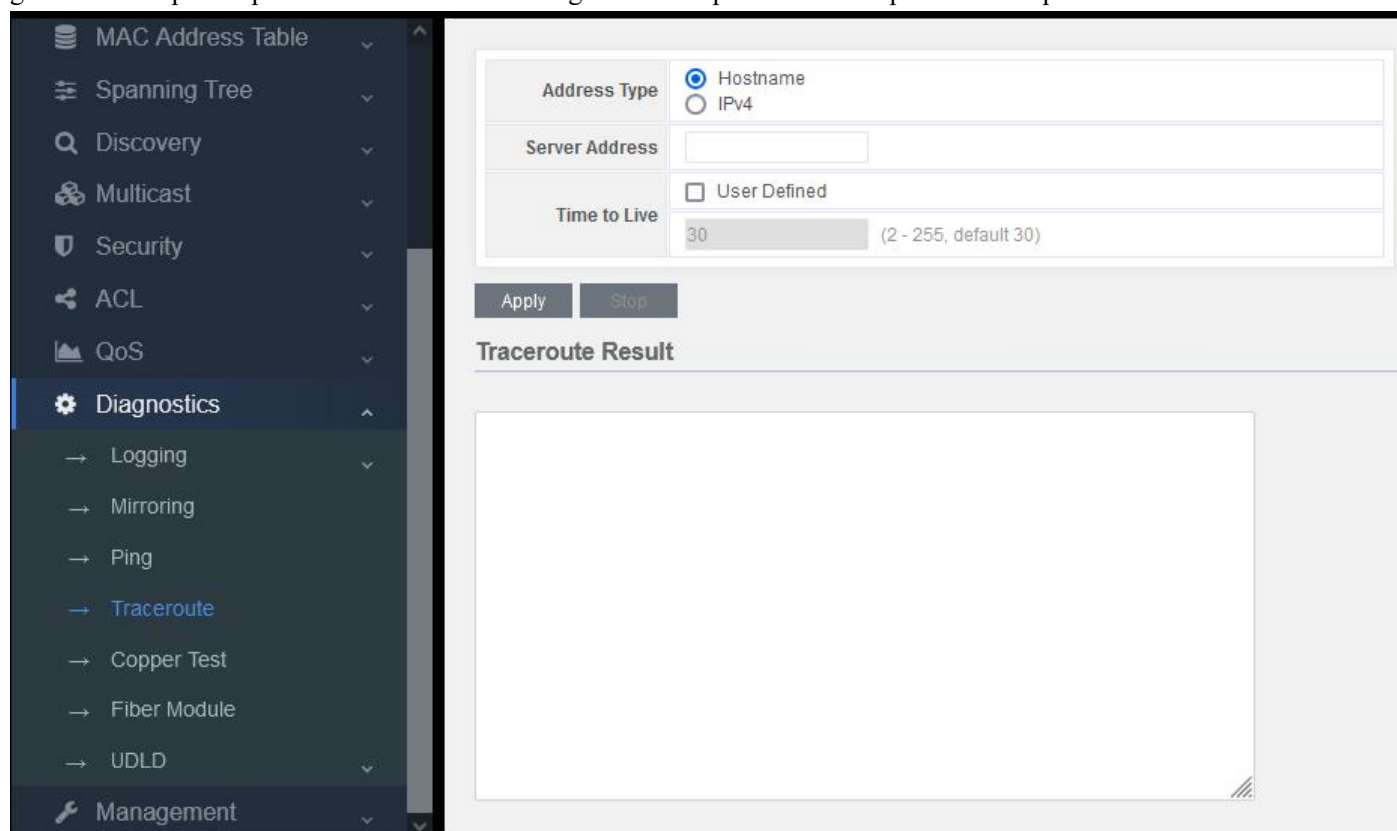 MAC Address Table
Spanning Tree
Discovery
Multicast
Security
ACL
QoS
Diagnostics
→ Logging
→ Mirroring
→ Ping
→ Traceroute
→ Copper Test
→ Fiber Module
→ UDLD
Management
Address Type
Hostname
IPv4
Server Address
Time to Live
User Defined
30 (2 - 255, default 30)
Apply Stop
Traceroute Result